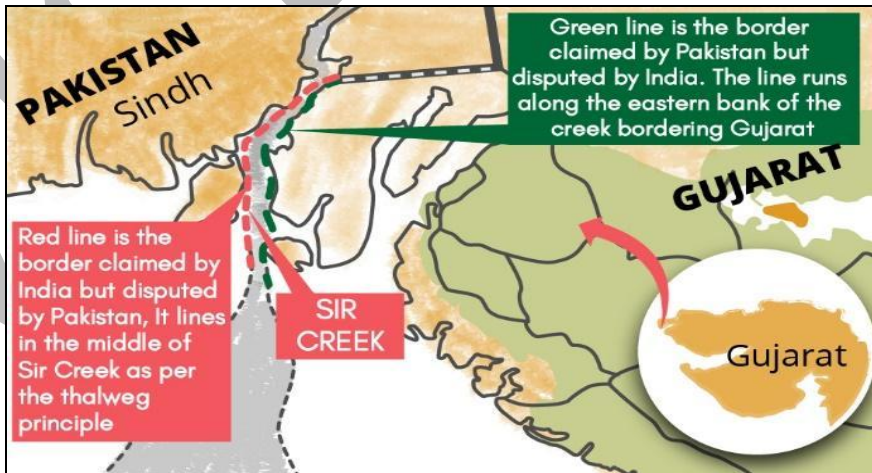 PAKISTAN
Sindh
Green line is the border
claimed by Pakistan but
disputed by India. The line runs
along the eastern bank of the
creek bordering Gujarat
GUJARAT
Red line is the
border claimed by
India but disputed
by Pakistan, It lines
in the middle of
Sir Creek as per
the thalweg
principle
SIR
CREEK
Gujarat